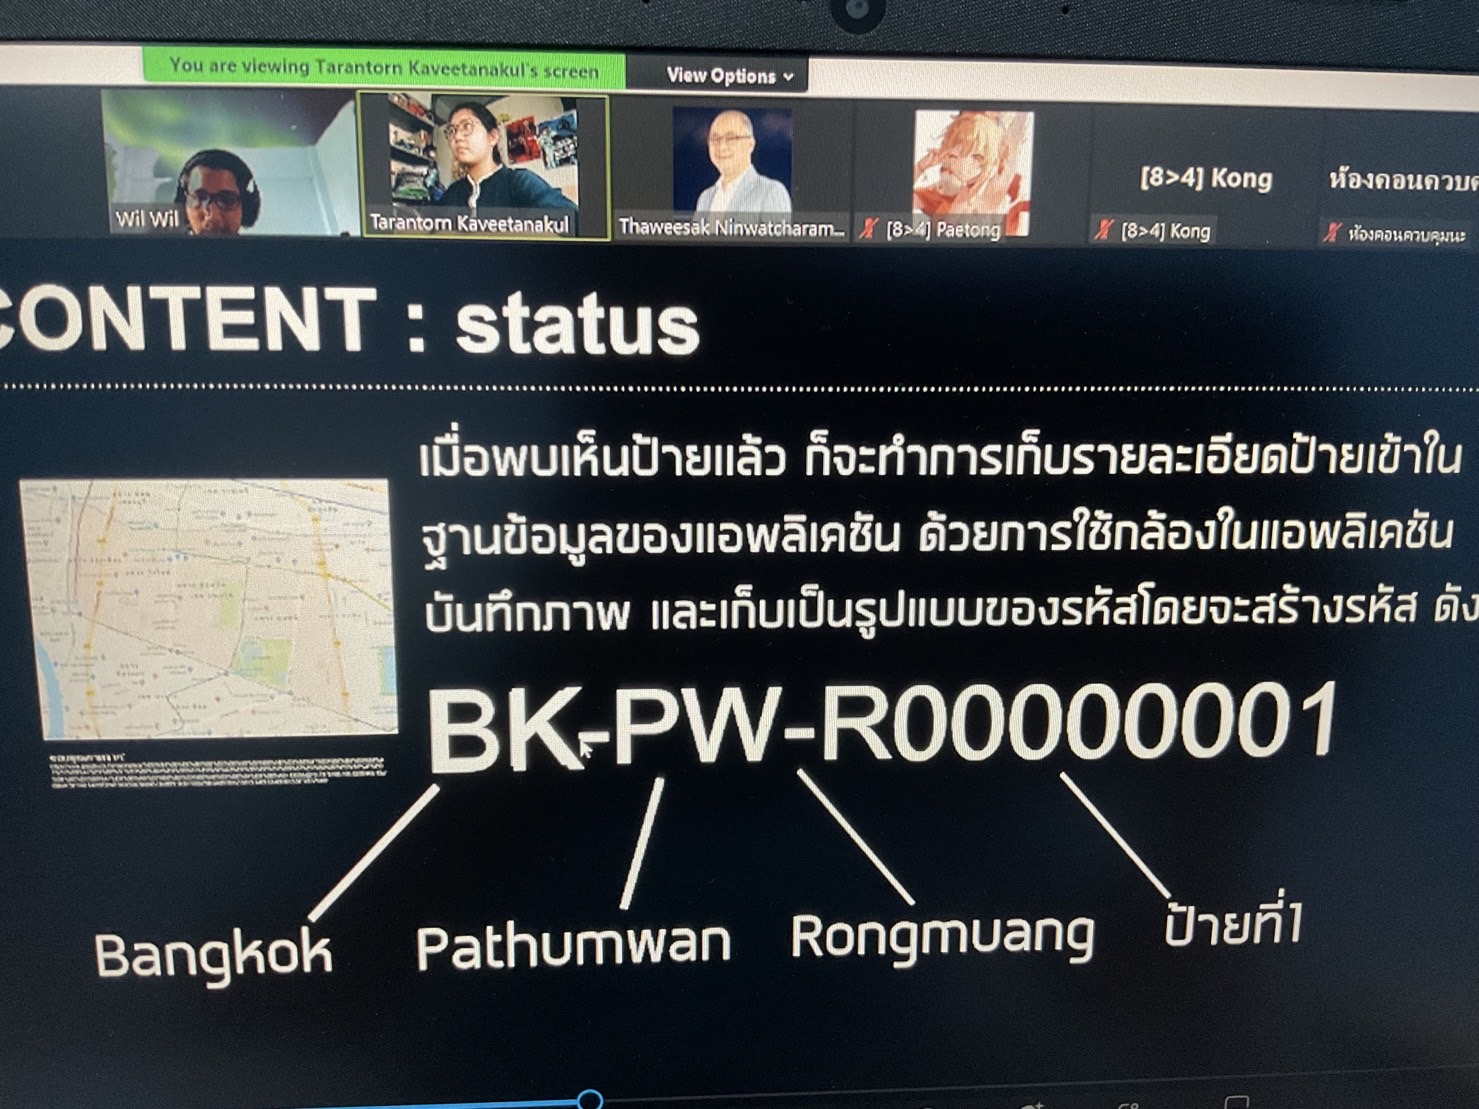 You are viewing Tarantorn Kaveetanakul's screen
View Options
Wil Wil
Tarantorn Kaveetanakul
Thaweesak Ninwatcharam...
[8>4] Paetong
[8>4] Kong
[8>4] Kong
ห้องคอนควบค
ห้องคอนควบคุมนะ
CONTENT : status
เมื่อพบเห็นป้ายแล้ว ก็จะทำการเก็บรายละเอียดป้ายเข้าใน
ฐานข้อมูลของแอพลิเคชัน ด้วยการใช้กล้องในแอพลิเคชัน
บันทึกภาพ และเก็บเป็นรูปแบบของรหัสโดยจะสร้างรหัส ดัง
BK-PW-R00000001
Bangkok
Pathumwan
Rongmuang
ป้ายที่1